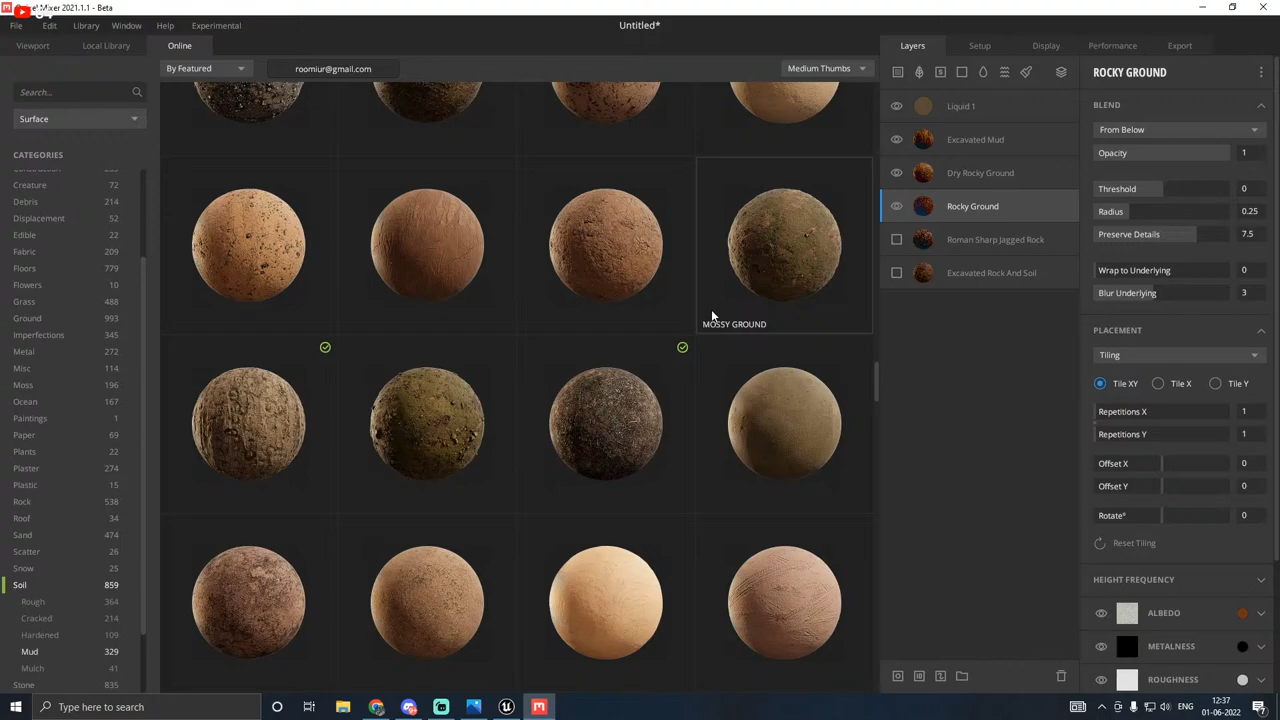 Mixer 2021.1.1 - Beta
File Edit Library Window Help Experimental
Untitled*
Viewport Local Library Online
Layers Setup Display Performance Export
By Featured
roomiur@gmail.com
Medium Thumbs
Search...
Surface
CATEGORIES
Creature 72
Debris 214
Displacement 52
Edible 22
Fabric 209
Floors 779
Flowers 10
Grass 488
Ground 993
Imperfections 345
Metal 272
Misc 114
Moss 196
Ocean 167
Paintings 1
Paper 69
Plants 22
Plaster 274
Plastic 15
Rock 538
Roof 34
Sand 474
Scatter 26
Snow 25
Soil 859
Rough 364
Cracked 214
Hardened 109
Mud 329
Mulch 41
Stone 835
MOSSY GROUND
Liquid 1
Excavated Mud
Dry Rocky Ground
Rocky Ground
Roman Sharp Jagged Rock
Excavated Rock And Soil
ROCKY GROUND
BLEND
From Below
Opacity 1
Threshold 0
Radius 0.25
Preserve Details 7.5
Wrap to Underlying 0
Blur Underlying 3
PLACEMENT
Tiling
Tile XY Tile X Tile Y
Repetitions X 1
Repetitions Y 1
Offset X 0
Offset Y 0
Rotate° 0
Reset Tiling
HEIGHT FREQUENCY
ALBEDO
METALNESS
ROUGHNESS
Type here to search
ENG
12:37
01-06-2022